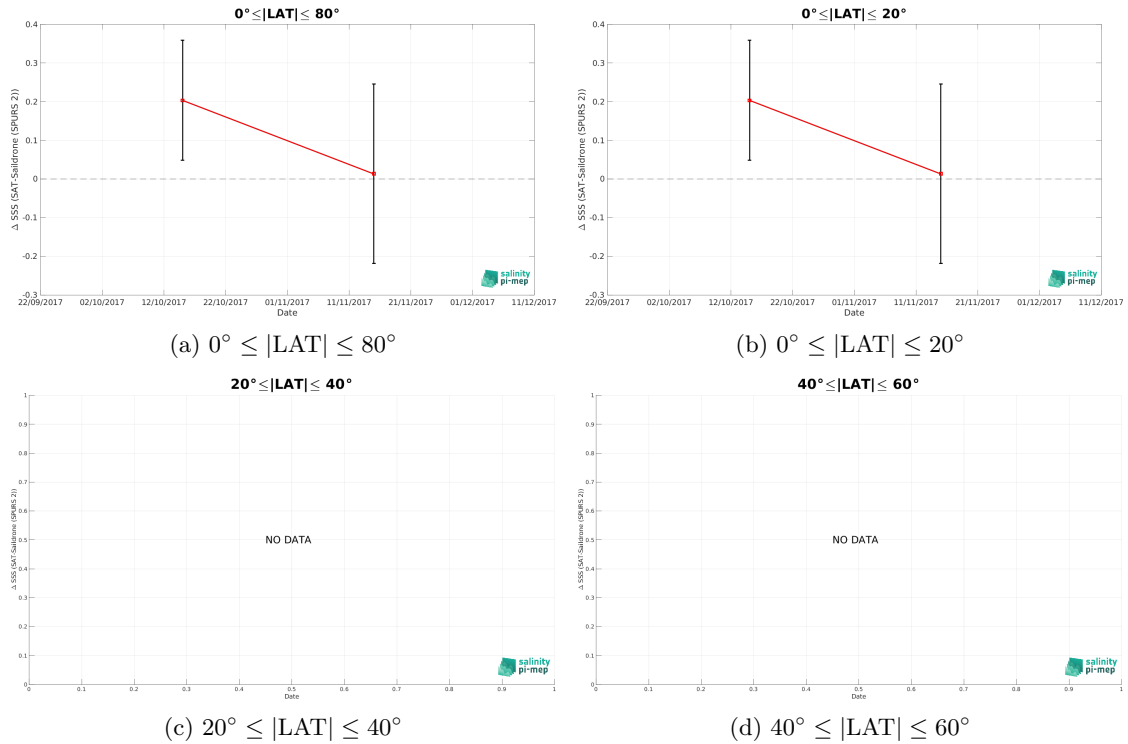 0°≤|LAT|≤ 80°
0.4
0.3
0.2
0.1
0
-0.1
-0.2
-0.3
Δ SSS (SAT-Saildrone (SPURS 2))
22/09/2017 02/10/2017 12/10/2017 22/10/2017 01/11/2017 11/11/2017 21/11/2017 01/12/2017 11/12/2017
Date
salinity
pi-mep
(a) 0° ≤ |LAT| ≤ 80°
0°≤|LAT|≤ 20°
0.4
0.3
0.2
0.1
0
-0.1
-0.2
-0.3
Δ SSS (SAT-Saildrone (SPURS 2))
22/09/2017 02/10/2017 12/10/2017 22/10/2017 01/11/2017 11/11/2017 21/11/2017 01/12/2017 11/12/2017
Date
salinity
pi-mep
(b) 0° ≤ |LAT| ≤ 20°
20°≤|LAT|≤ 40°
1
0.9
0.8
0.7
0.6
0.5
0.4
0.3
0.2
0.1
0
Δ SSS (SAT-Saildrone (SPURS 2))
NO DATA
0 0.1 0.2 0.3 0.4 0.5 0.6 0.7 0.8 0.9 1
Date
salinity
pi-mep
(c) 20° ≤ |LAT| ≤ 40°
40°≤|LAT|≤ 60°
1
0.9
0.8
0.7
0.6
0.5
0.4
0.3
0.2
0.1
0
Δ SSS (SAT-Saildrone (SPURS 2))
NO DATA
0 0.1 0.2 0.3 0.4 0.5 0.6 0.7 0.8 0.9 1
Date
salinity
pi-mep
(d) 40° ≤ |LAT| ≤ 60°